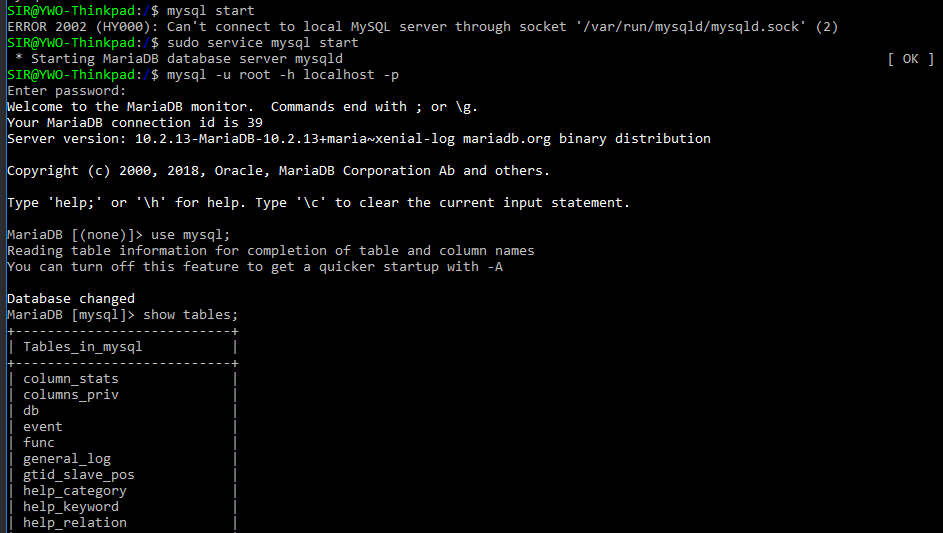 SIR@YWO-Thinkpad:/$ mysql start
ERROR 2002 (HY000): Can't connect to local MySQL server through socket '/var/run/mysqld/mysqld.sock' (2)
SIR@YWO-Thinkpad:/$ sudo service mysql start
 * Starting MariaDB database server mysqld                                                                     [ OK ]
SIR@YWO-Thinkpad:/$ mysql -u root -h localhost -p
Enter password:
Welcome to the MariaDB monitor.  Commands end with ; or \g.
Your MariaDB connection id is 39
Server version: 10.2.13-MariaDB-10.2.13+maria~xenial-log mariadb.org binary distribution

Copyright (c) 2000, 2018, Oracle, MariaDB Corporation Ab and others.

Type 'help;' or '\h' for help. Type '\c' to clear the current input statement.

MariaDB [(none)]> use mysql;
Reading table information for completion of table and column names
You can turn off this feature to get a quicker startup with -A

Database changed
MariaDB [mysql]> show tables;
+---------------------------+
| Tables_in_mysql           |
+---------------------------+
| column_stats              |
| columns_priv              |
| db                        |
| event                     |
| func                      |
| general_log               |
| gtid_slave_pos            |
| help_category             |
| help_keyword              |
| help_relation             |